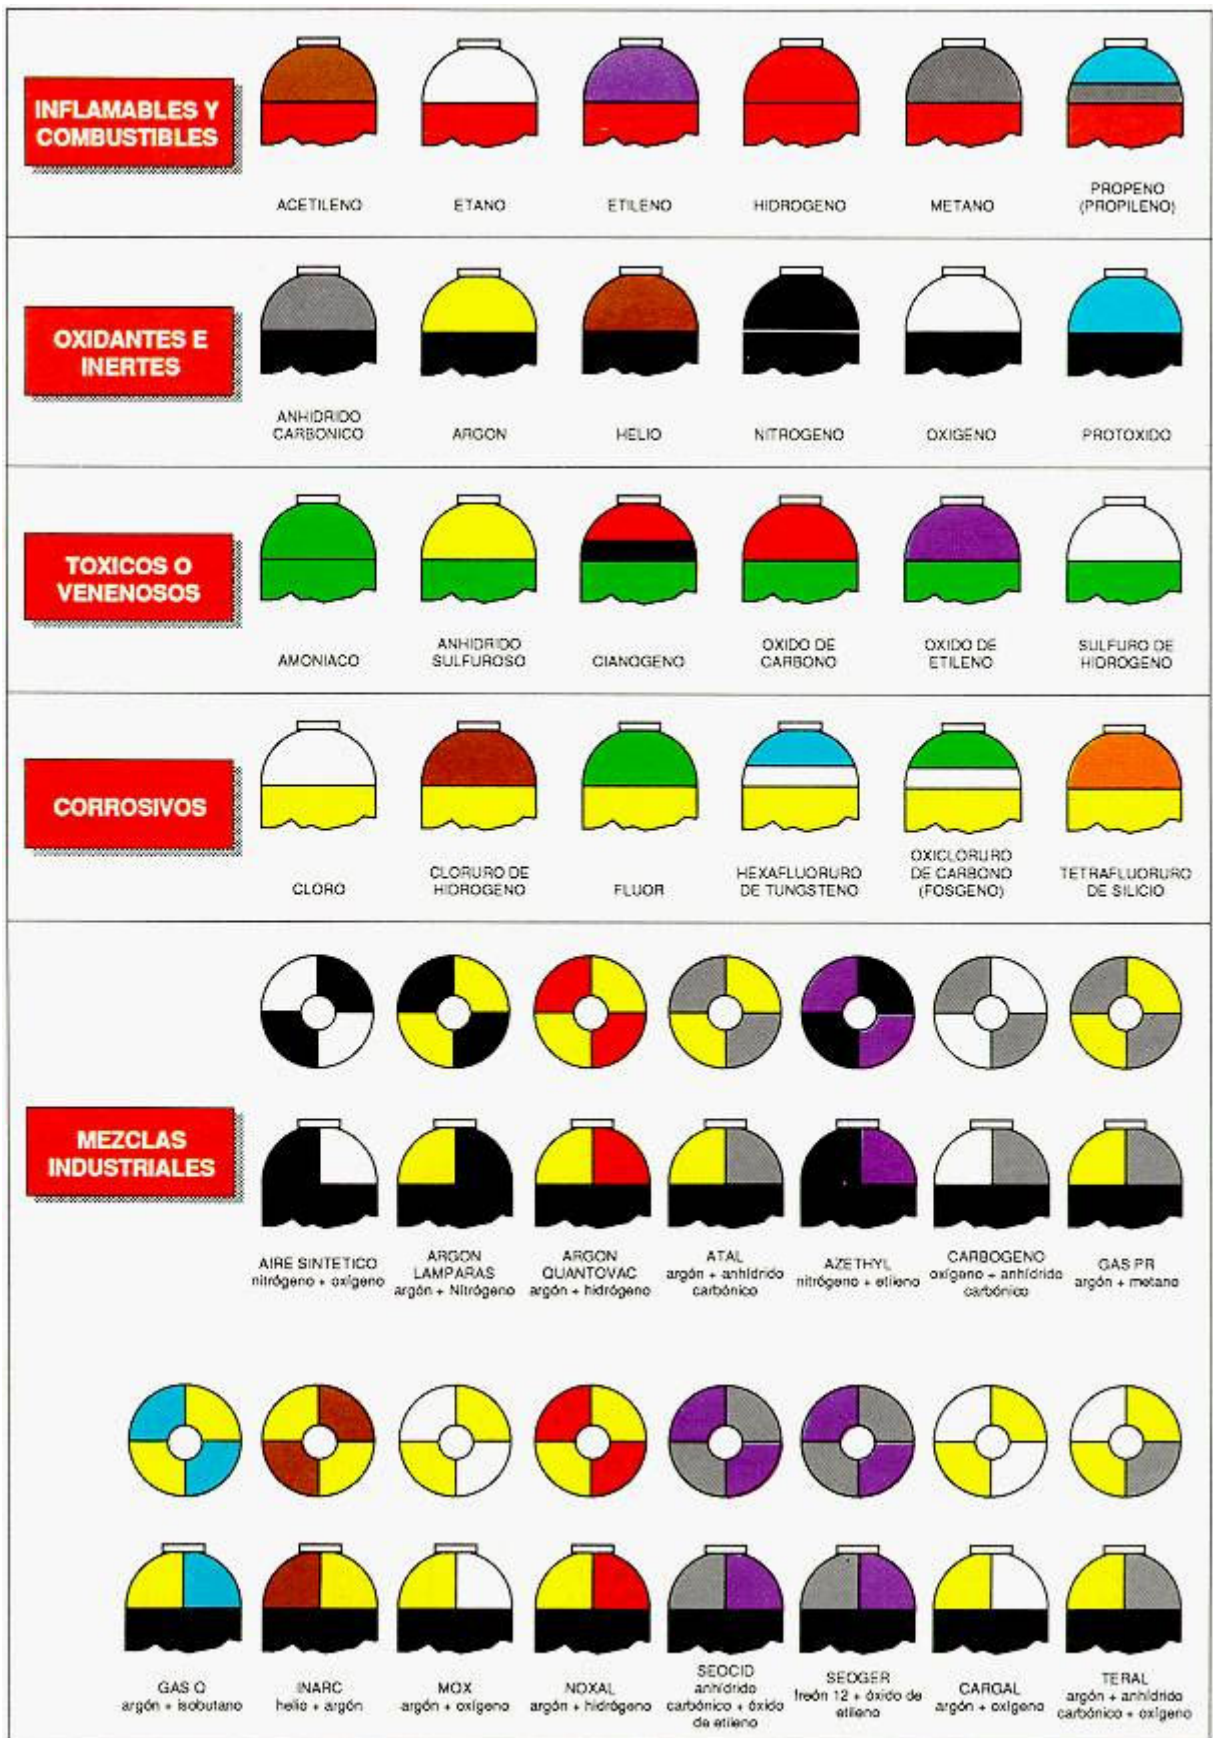 INFLAMABLES Y
COMBUSTIBLES
ACETILENO
ETANO
ETILENO
HIDROGENO
METANO
PROPENO
(PROPILENO)
OXIDANTES E
INERTES
ANHIDRIDO
CARBONICO
ARGON
HELIO
NITROGENO
OXIGENO
PROTOXIDO
TOXICOS O
VENENOSOS
AMONIACO
ANHIDRIDO
SULFUROSO
CIANOGENO
OXIDO DE
CARBONO
OXIDO DE
ETILENO
SULFURO DE
HIDROGENO
CORROSIVOS
CLORO
CLORURO DE
HIDROGENO
FLUOR
HEXAFLUORURO
DE TUNGSTENO
OXICLORURO
DE CARBONO
(FOSGENO)
TETRAFLUORURO
DE SILICIO
MEZCLAS
INDUSTRIALES
AIRE SINTETICO
nitrógeno + oxígeno
ARGON
LAMPARAS
argón + Nitrógeno
ARGON
QUANTOVAC
argón + hidrógeno
ATAL
argón + anhídrido
carbónico
AZETHYL
nitrógeno + etileno
CARBOGENO
oxígeno + anhídrido
carbónico
GAS PR
argón + metano
GAS Q
argón + isobutano
INARC
helio + argón
MOX
argón + oxígeno
NOXAL
argón + hidrógeno
SEOCID
anhídrido
carbónico + óxido
de etileno
SEOGER
freón 12 + óxido de
etileno
CARGAL
argón + oxígeno
TERAL
argón + anhídrido
carbónico + oxígeno